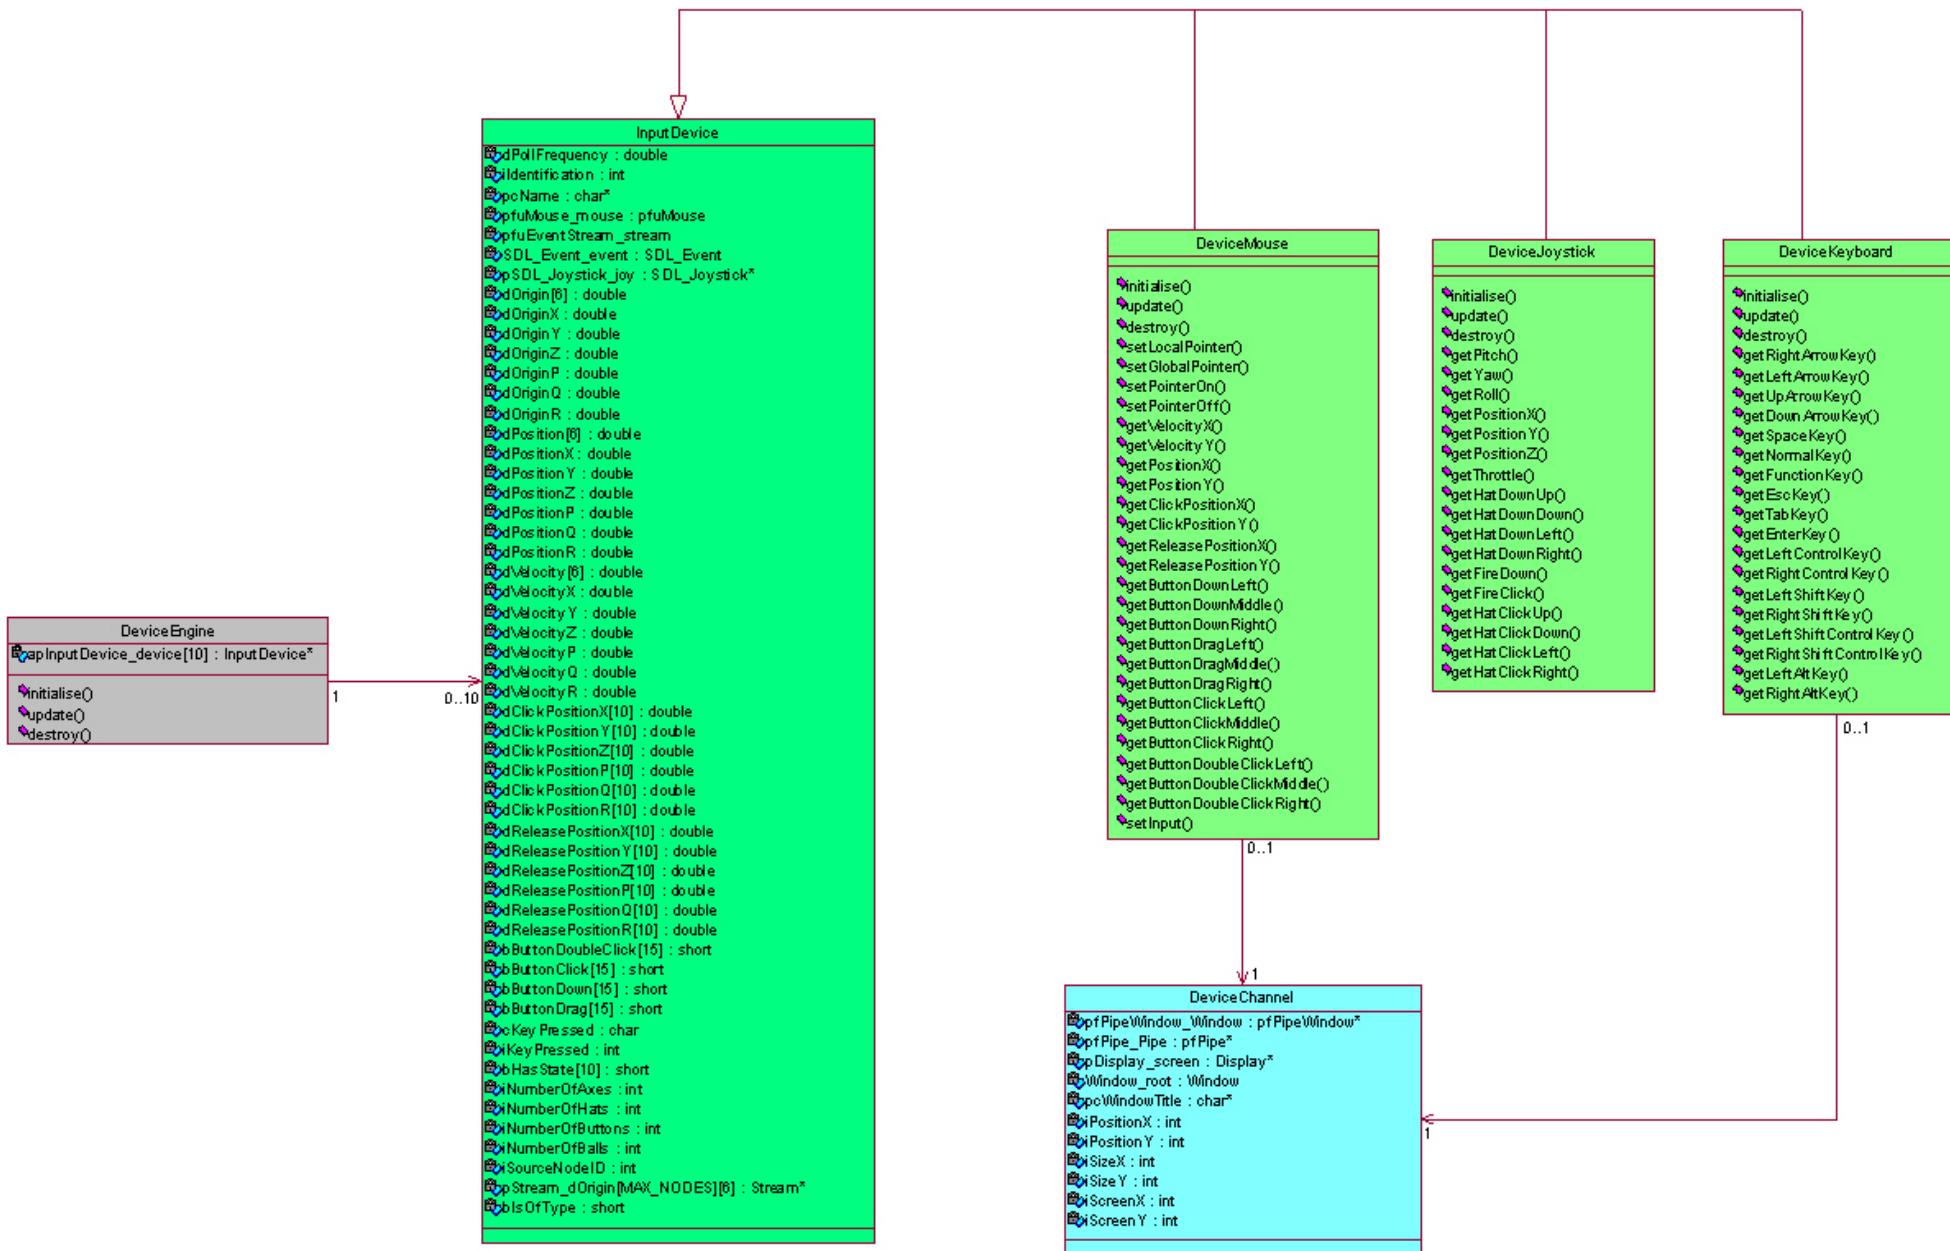 InputDevice
dPollFrequency : double
iIdentification : int
pcName : char*
pfuMouse_mouse : pfuMouse
pfuEventStream_stream
SDL_Event_event : SDL_Event
pSDL_Joystick_joy : SDL_Joystick*
dOrigin[6] : double
dOriginX : double
dOriginY : double
dOriginZ : double
dOriginP : double
dOriginQ : double
dOriginR : double
dPosition[6] : double
dPositionX : double
dPositionY : double
dPositionZ : double
dPositionP : double
dPositionQ : double
dPositionR : double
dVelocity[6] : double
dVelocityX : double
dVelocityY : double
dVelocityZ : double
dVelocityP : double
dVelocityQ : double
dVelocityR : double
dClickPositionX[10] : double
dClickPositionY[10] : double
dClickPositionZ[10] : double
dClickPositionP[10] : double
dClickPositionQ[10] : double
dClickPositionR[10] : double
dReleasePositionX[10] : double
dReleasePositionY[10] : double
dReleasePositionZ[10] : double
dReleasePositionP[10] : double
dReleasePositionQ[10] : double
dReleasePositionR[10] : double
bButtonDoubleClick[15] : short
bButtonClick[15] : short
bButtonDown[15] : short
bButtonDrag[15] : short
cKeyPressed : char
iKeyPressed : int
bHasState[10] : short
iNumberOfAxes : int
iNumberOfHats : int
iNumberOfButtons : int
iNumberOfBalls : int
iSourceNodeID : int
pStream_dOrigin[MAX_NODES][6] : Stream*
bIsOfType : short
DeviceEngine
apInputDevice_device[10] : InputDevice*
initialise()
update()
destroy()
1
0..10
DeviceMouse
initialise()
update()
destroy()
setLocalPointer()
setGlobalPointer()
setPointerOn()
setPointerOff()
getVelocityX()
getVelocityY()
getPositionX()
getPositionY()
getClickPositionX()
getClickPositionY()
getReleasePositionX()
getReleasePositionY()
getButtonDownLeft()
getButtonDownMiddle()
getButtonDownRight()
getButtonDragLeft()
getButtonDragMiddle()
getButtonDragRight()
getButtonClickLeft()
getButtonClickMiddle()
getButtonClickRight()
getButtonDoubleClickLeft()
getButtonDoubleClickMiddle()
getButtonDoubleClickRight()
setInput()
0..1
1
DeviceJoystick
initialise()
update()
destroy()
getPitch()
getYaw()
getRoll()
getPositionX()
getPositionY()
getPositionZ()
getThrottle()
getHatDownUp()
getHatDownDown()
getHatDownLeft()
getHatDownRight()
getFireDown()
getFireClick()
getHatClickUp()
getHatClickDown()
getHatClickLeft()
getHatClickRight()
DeviceKeyboard
initialise()
update()
destroy()
getRightArrowKey()
getLeftArrowKey()
getUpArrowKey()
getDownArrowKey()
getSpaceKey()
getNormalKey()
getFunctionKey()
getEscKey()
getTabKey()
getEnterKey()
getLeftControlKey()
getRightControlKey()
getLeftShiftKey()
getRightShiftKey()
getLeftShiftControlKey()
getRightShiftControlKey()
getLeftAltKey()
getRightAltKey()
0..1
1
DeviceChannel
pfPipeWindow_Window : pfPipeWindow*
pfPipe_Pipe : pfPipe*
pDisplay_screen : Display*
Window_root : Window
pcWindowTitle : char*
iPositionX : int
iPositionY : int
iSizeX : int
iSizeY : int
iScreenX : int
iScreenY : int